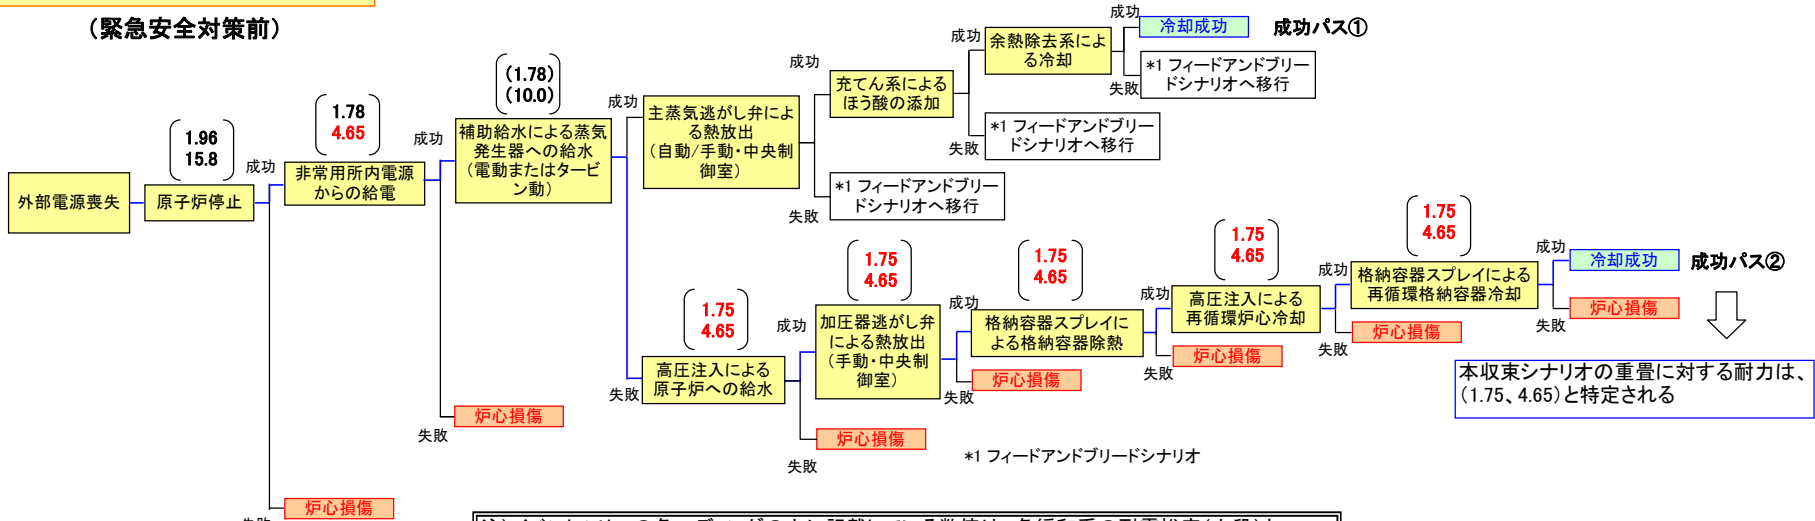 (緊急安全対策前)
外部電源喪失
1.96
15.8
原子炉停止
成功
失敗
炉心損傷
1.78
4.65
非常用所内電源
からの給電
成功
失敗
炉心損傷
(1.78)
(10.0)
補助給水による蒸気
発生器への給水
(電動またはタービ
ン動)
成功
失敗
主蒸気逃がし弁によ
る熱放出
(自動/手動・中央制
御室)
成功
失敗
*1 フィードアンドブリー
ドシナリオへ移行
充てん系による
ほう酸の添加
成功
失敗
*1 フィードアンドブリー
ドシナリオへ移行
余熱除去系によ
る冷却
成功
失敗
冷却成功
成功パス①
*1 フィードアンドブリー
ドシナリオへ移行
1.75
4.65
高圧注入による
原子炉への給水
成功
失敗
炉心損傷
1.75
4.65
加圧器逃がし弁
による熱放出
(手動・中央制
御室)
成功
失敗
炉心損傷
1.75
4.65
格納容器スプレイに
よる格納容器除熱
成功
失敗
炉心損傷
1.75
4.65
高圧注入による
再循環炉心冷却
成功
失敗
炉心損傷
1.75
4.65
格納容器スプレイによる
再循環格納容器冷却
成功
失敗
炉心損傷
冷却成功
成功パス②
本収束シナリオの重畳に対する耐力は、
(1.75、4.65)と特定される
*1 フィードアンドブリードシナリオ